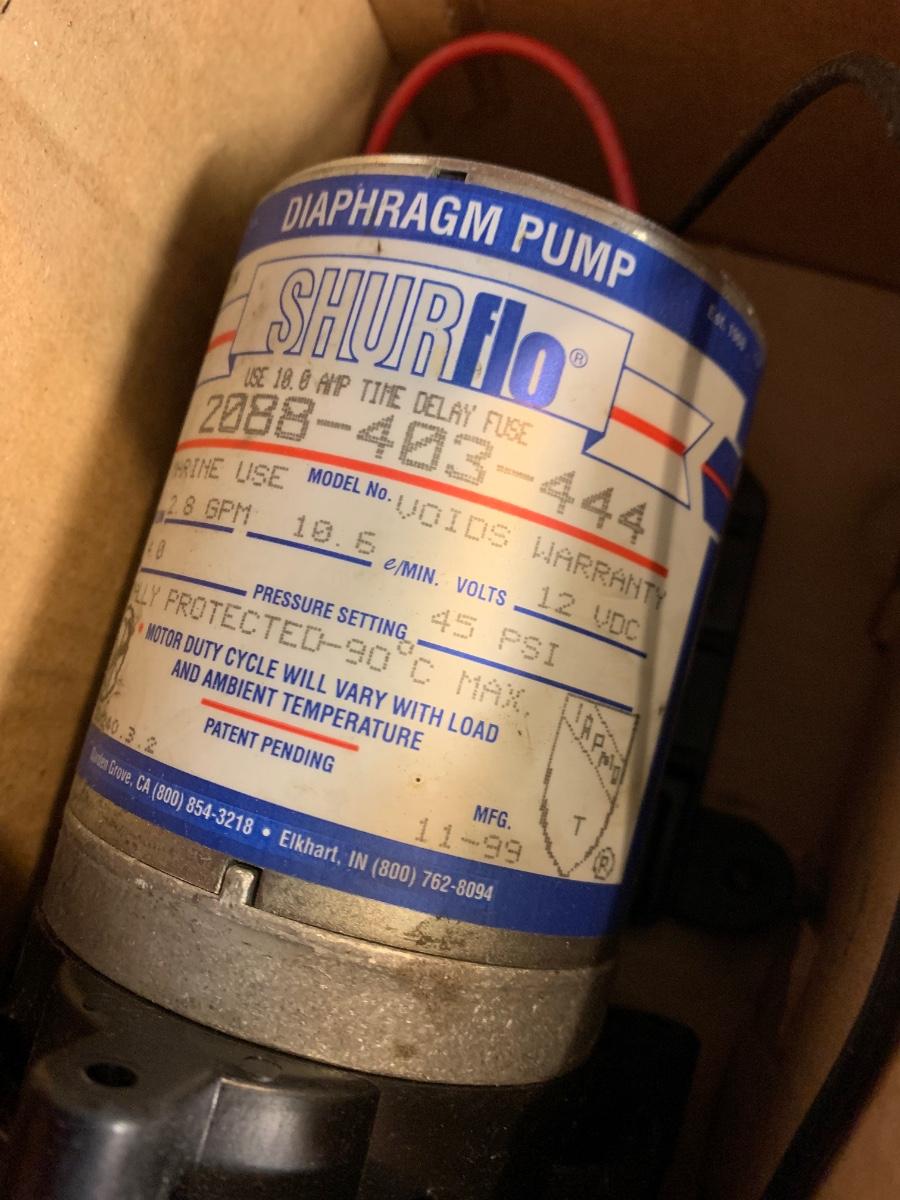 DIAPHRAGM PUMP
Est. 1968
SHURflo®
USE 10.0 AMP TIME DELAY FUSE
2088-403-444
MODEL No.
USE VOIDS WARRANTY
2.8 GPM 10.6 ℓ/MIN. VOLTS 12 VDC
PRESSURE SETTING 45 PSI
PROTECTED-90°C MAX.
• MOTOR DUTY CYCLE WILL VARY WITH LOAD
AND AMBIENT TEMPERATURE
PATENT PENDING
IAPMO
T
®
MFG.
11-99
Garden Grove, CA (800) 854-3218 • Elkhart, IN (800) 762-8094